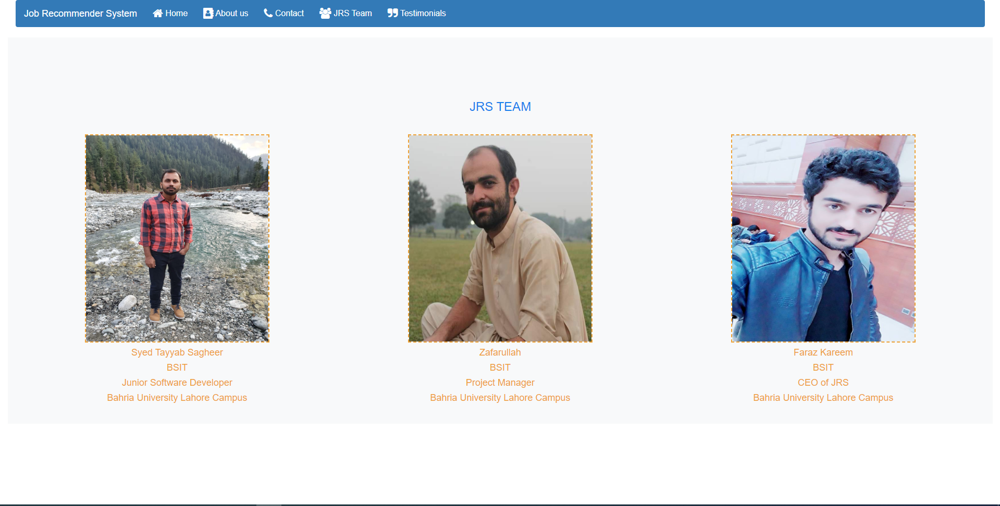 Job Recommender System Home About us Contact JRS Team Testimonials
JRS TEAM
Syed Tayyab Sagheer
BSIT
Junior Software Developer
Bahria University Lahore Campus
Zafarullah
BSIT
Project Manager
Bahria University Lahore Campus
Faraz Kareem
BSIT
CEO of JRS
Bahria University Lahore Campus